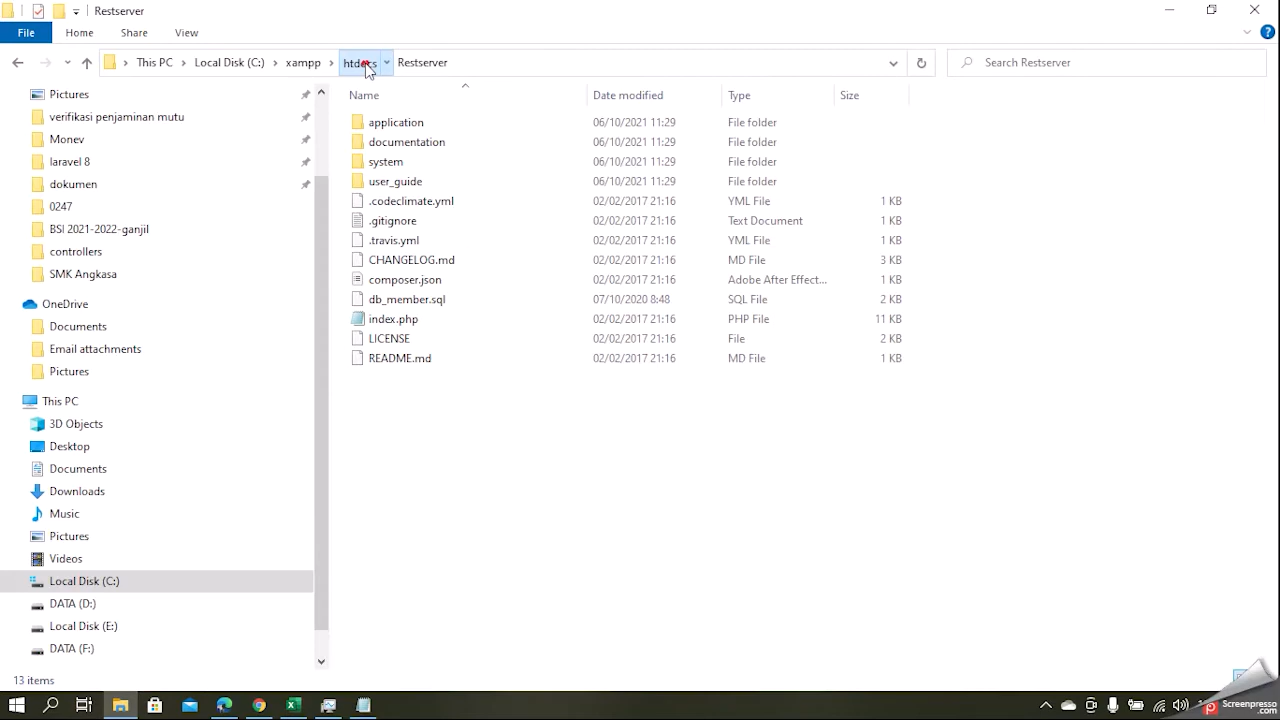 Restserver
File Home Share View
This PC Local Disk (C:) xampp Restserver
Search Restserver
Name Date modified Type Size
Pictures
verifikasi penjaminan mutu
Monev
laravel 8
dokumen
0247
BSI 2021-2022-ganjil
controllers
SMK Angkasa
OneDrive
Documents
Email attachments
Pictures
This PC
3D Objects
Desktop
Documents
Downloads
Music
Pictures
Videos
Local Disk (C:)
DATA (D:)
Local Disk (E:)
DATA (F:)
application 06/10/2021 11:29 File folder
documentation 06/10/2021 11:29 File folder
system 06/10/2021 11:29 File folder
user_guide 06/10/2021 11:29 File folder
.codeclimate.yml 02/02/2017 21:16 YML File 1 KB
.gitignore 02/02/2017 21:16 Text Document 1 KB
.travis.yml 02/02/2017 21:16 YML File 1 KB
CHANGELOG.md 02/02/2017 21:16 MD File 3 KB
composer.json 02/02/2017 21:16 Adobe After Effect... 1 KB
db_member.sql 07/10/2020 8:48 SQL File 2 KB
index.php 02/02/2017 21:16 PHP File 11 KB
LICENSE 02/02/2017 21:16 File 2 KB
README.md 02/02/2017 21:16 MD File 1 KB
13 items
Screenpresso
.com